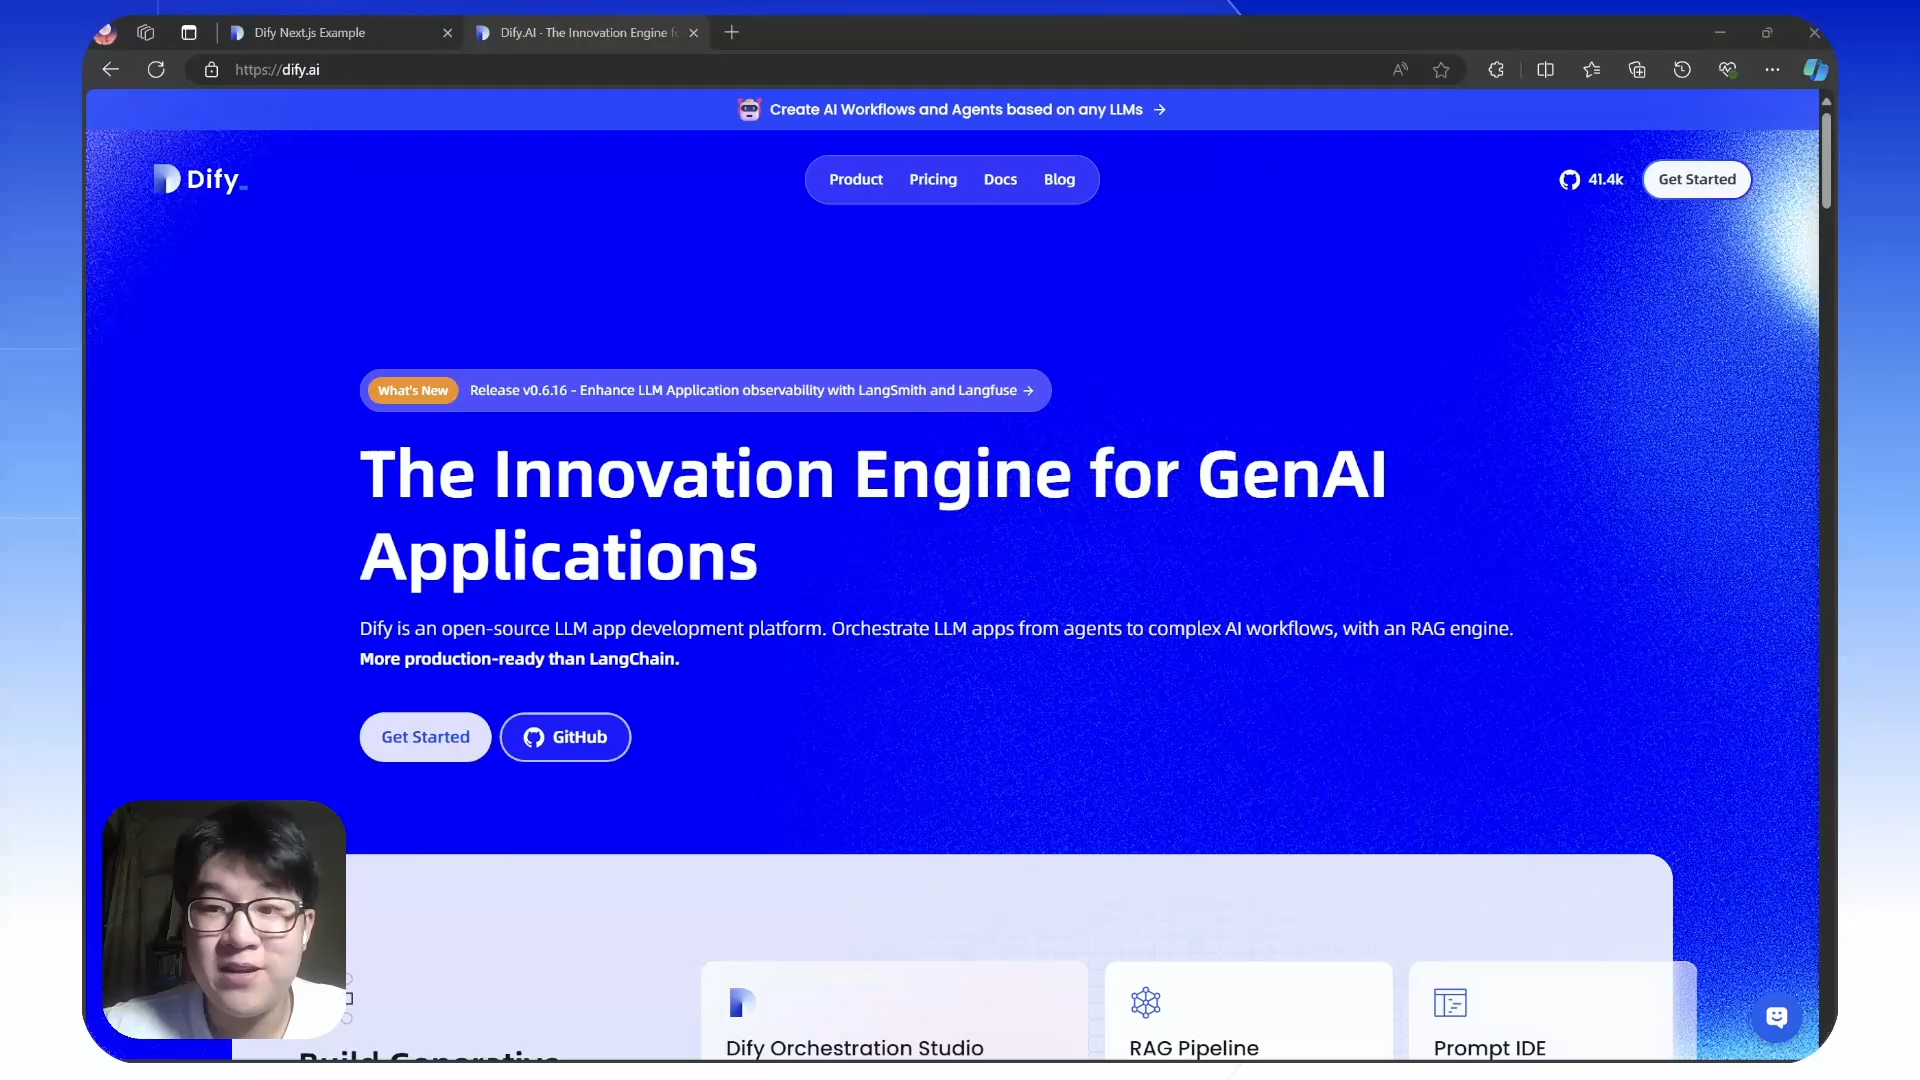 Dify Next.js Example
Dify.AI · The Innovation Engine fo
https://dify.ai
Create AI Workflows and Agents based on any LLMs →
Dify_
Product
Pricing
Docs
Blog
41.4k
Get Started
What's New
Release v0.6.16 - Enhance LLM Application observability with LangSmith and Langfuse →
The Innovation Engine for GenAI
Applications
Dify is an open-source LLM app development platform. Orchestrate LLM apps from agents to complex AI workflows, with an RAG engine.
More production-ready than LangChain.
Get Started
GitHub
Build Generative
Dify Orchestration Studio
RAG Pipeline
Prompt IDE